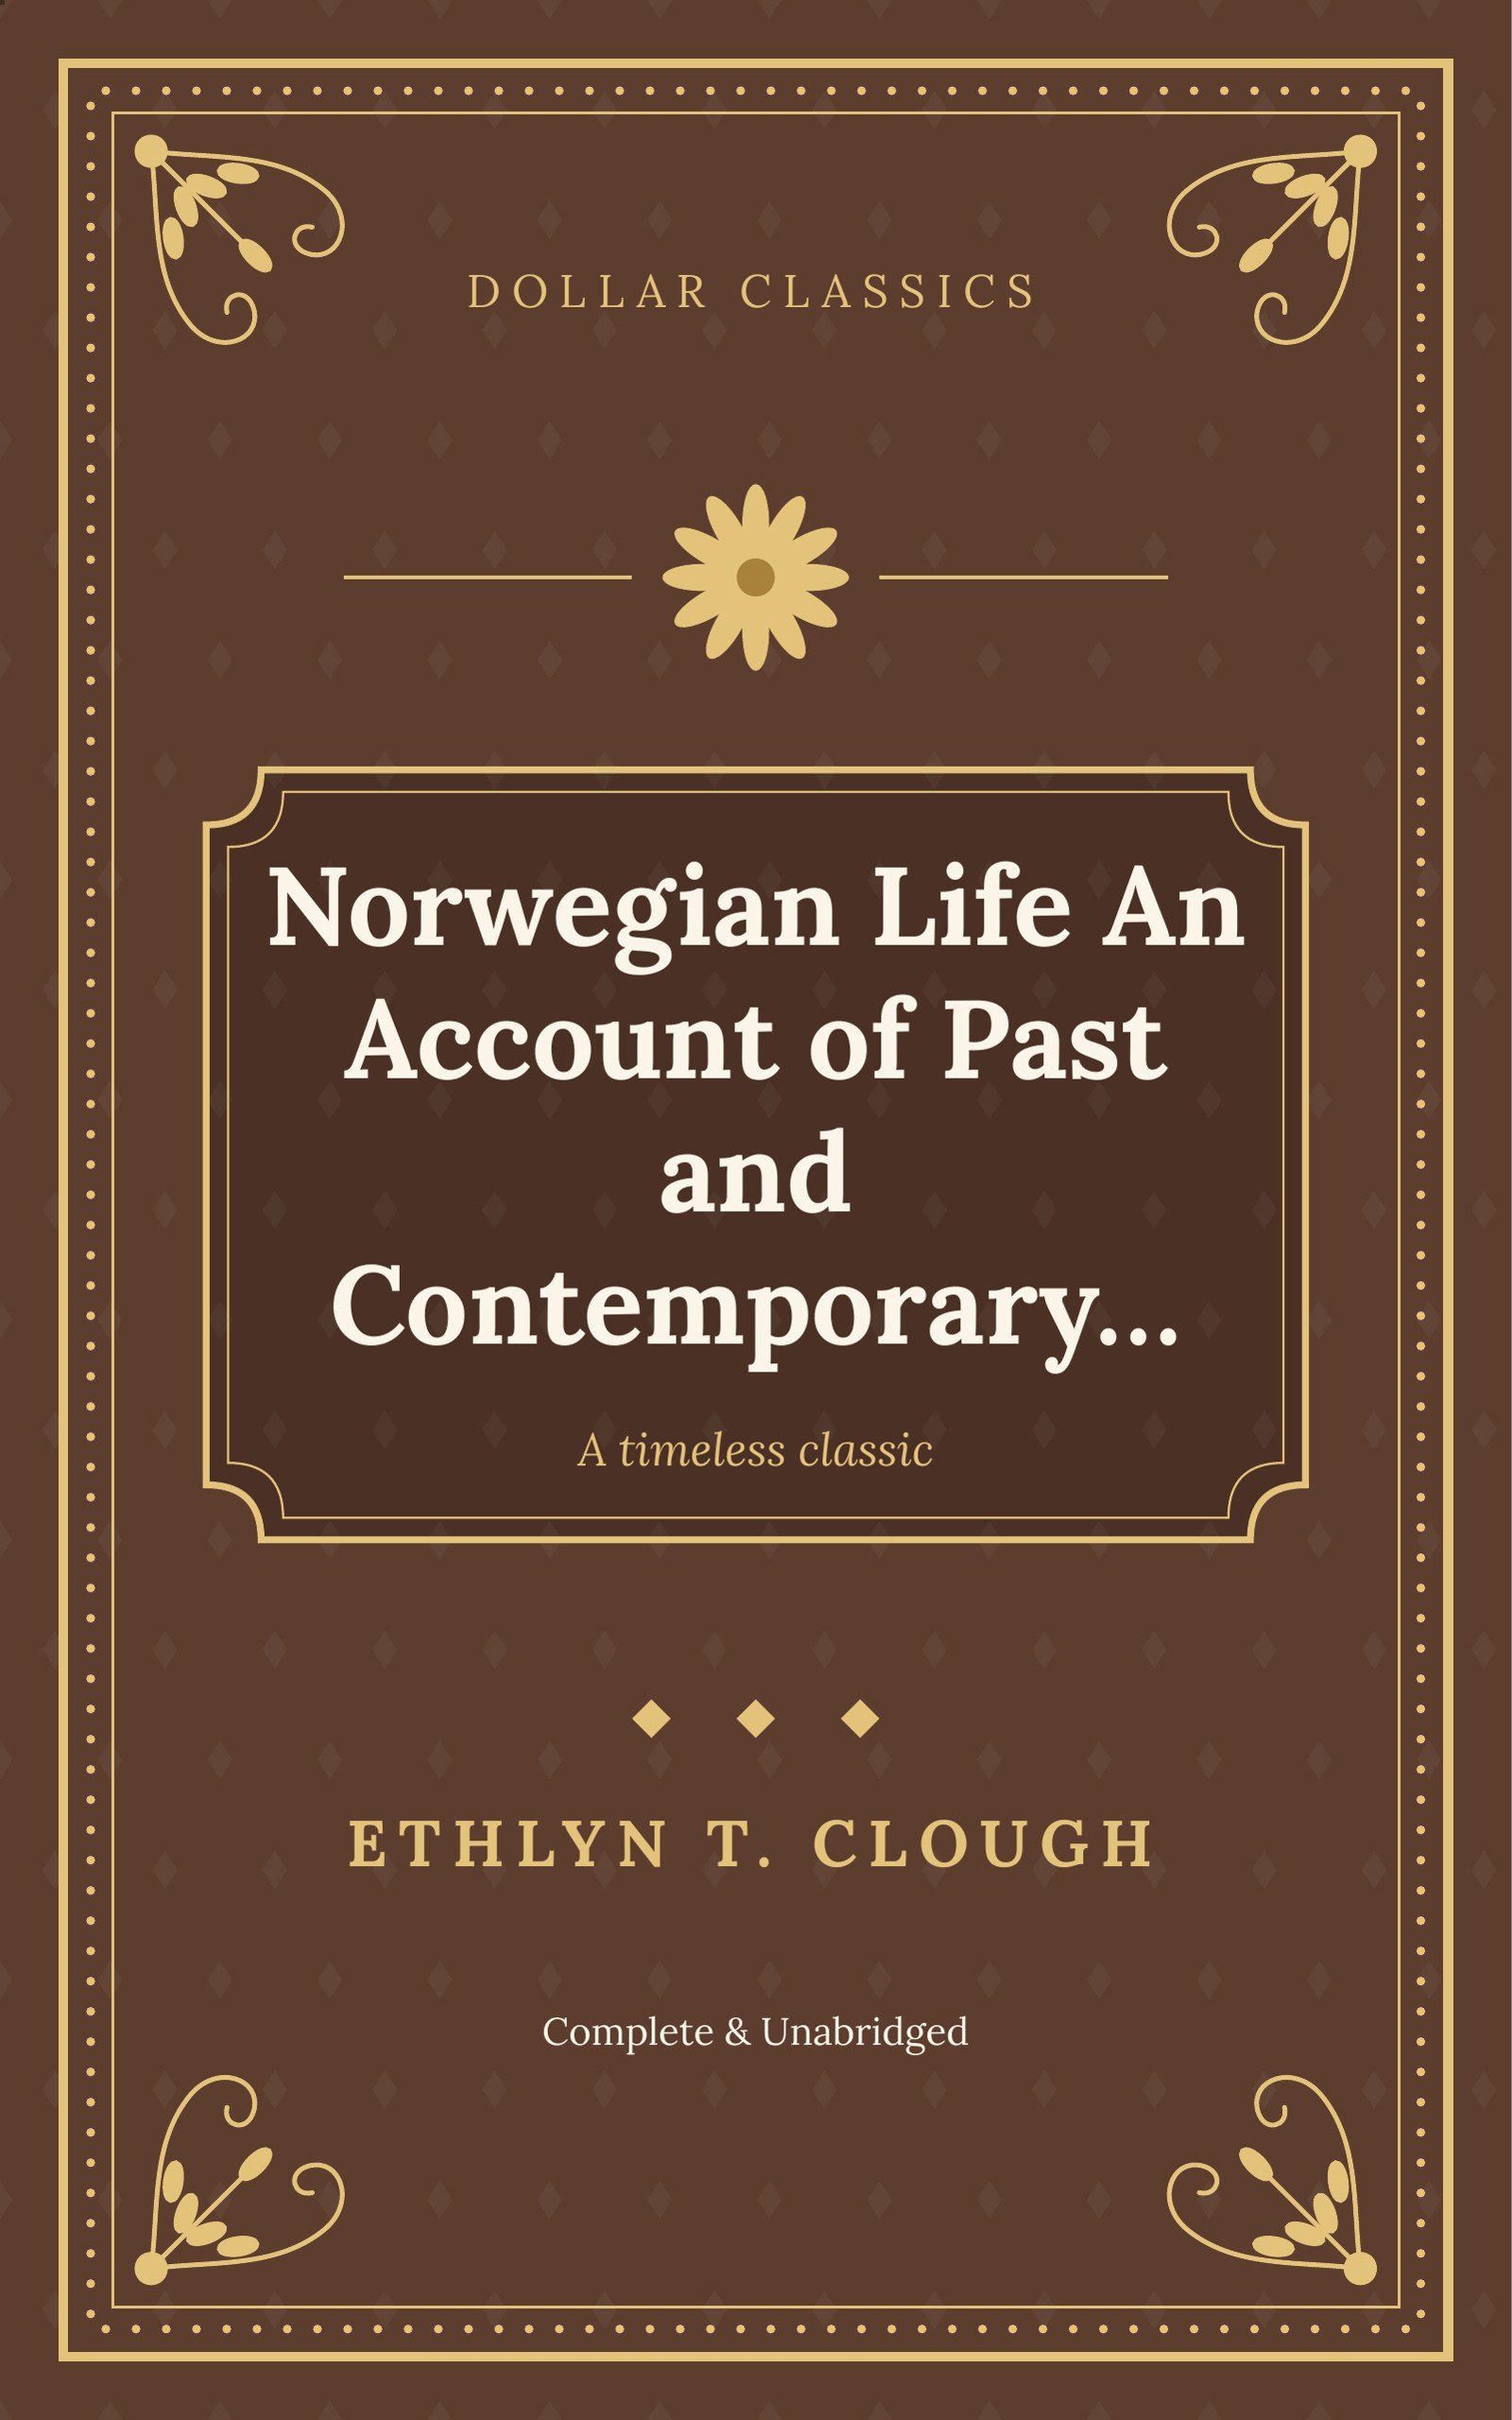 DOLLAR CLASSICS
Norwegian Life An
Account of Past
and
Contemporary...
A timeless classic
ETHLYN T. CLOUGH
Complete & Unabridged